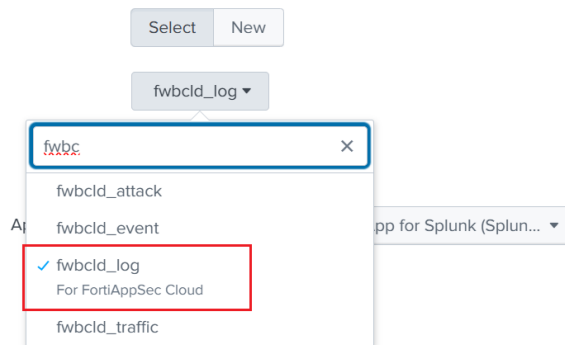 Select New
fwbcld_log
fwbc
fwbcld_attack
fwbcld_event
pp for Splunk (Splun...
fwbcld_log
For FortiAppSec Cloud
fwbcld_traffic